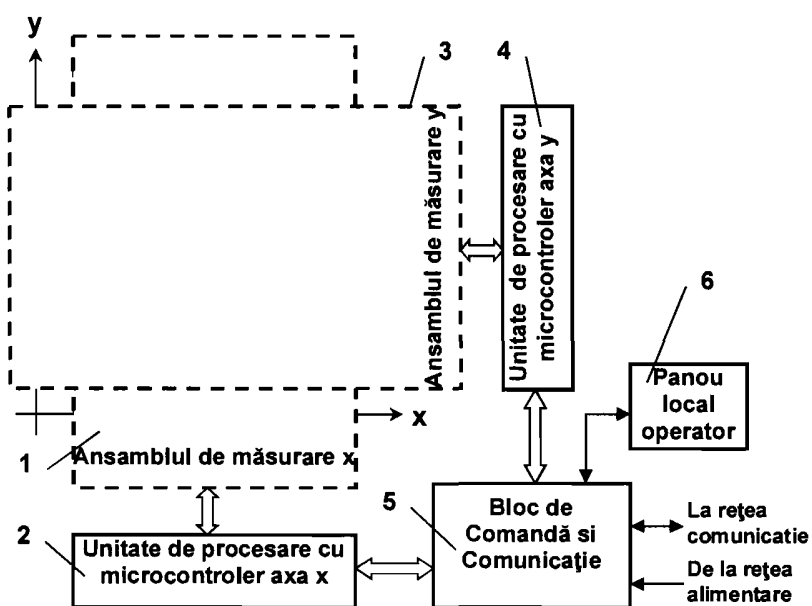 y
3
4
Ansamblul de măsurare y
Unitate de procesare cu
microcontroler axa y
6
Panou
local
operator
x
1
Ansamblul de măsurare x
5
Bloc de
Comandă si
Comunicaţie
La reţea
comunicatie
2
Unitate de procesare cu
microcontroler axa x
De la reţea
alimentare